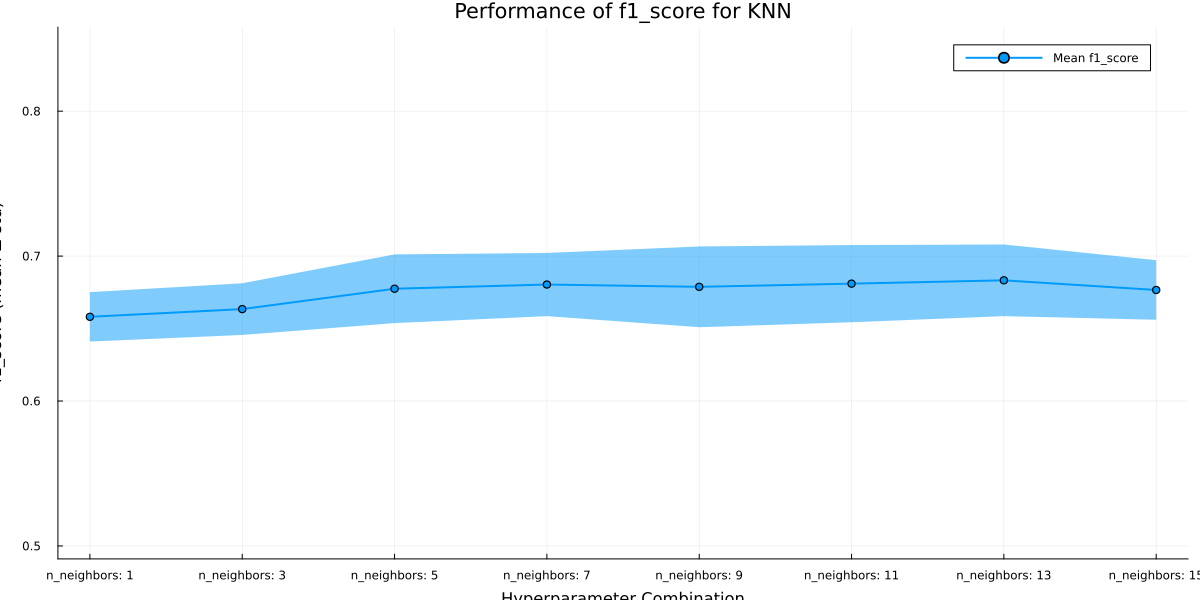 Performance of f1_score for KNN
Mean f1_score
0.8
0.7
0.6
0.5
n_neighbors: 1 n_neighbors: 3 n_neighbors: 5 n_neighbors: 7 n_neighbors: 9 n_neighbors: 11 n_neighbors: 13 n_neighbors: 15
Hyperparameter Combination